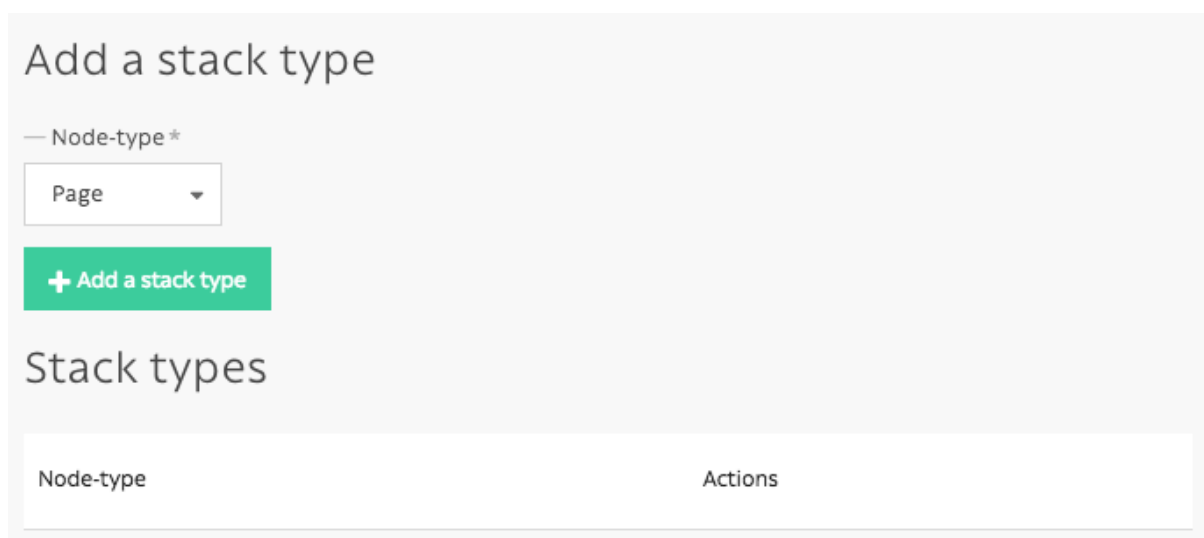 Add a stack type
— Node-type *
Page
Add a stack type
Stack types
Node-type Actions